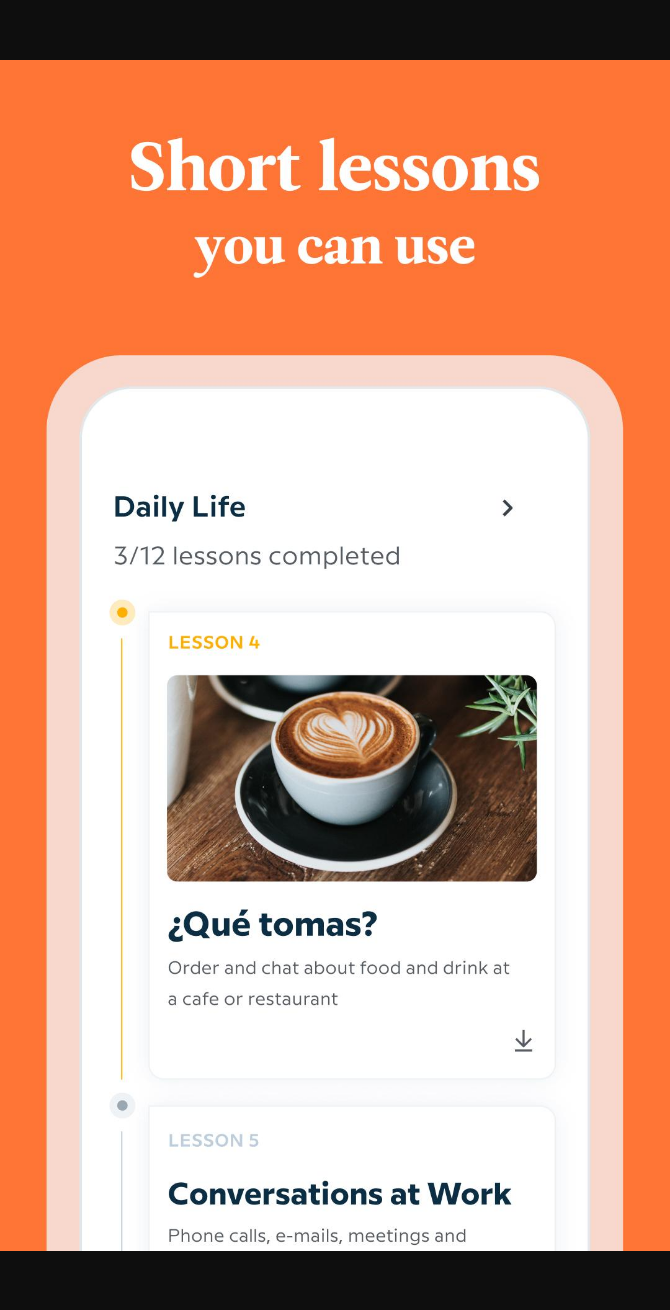 Short lessons
you can use
Daily Life
3/12 lessons completed
LESSON 4
¿Qué tomas?
Order and chat about food and drink at
a cafe or restaurant
LESSON 5
Conversations at Work
Phone calls, e-mails, meetings and